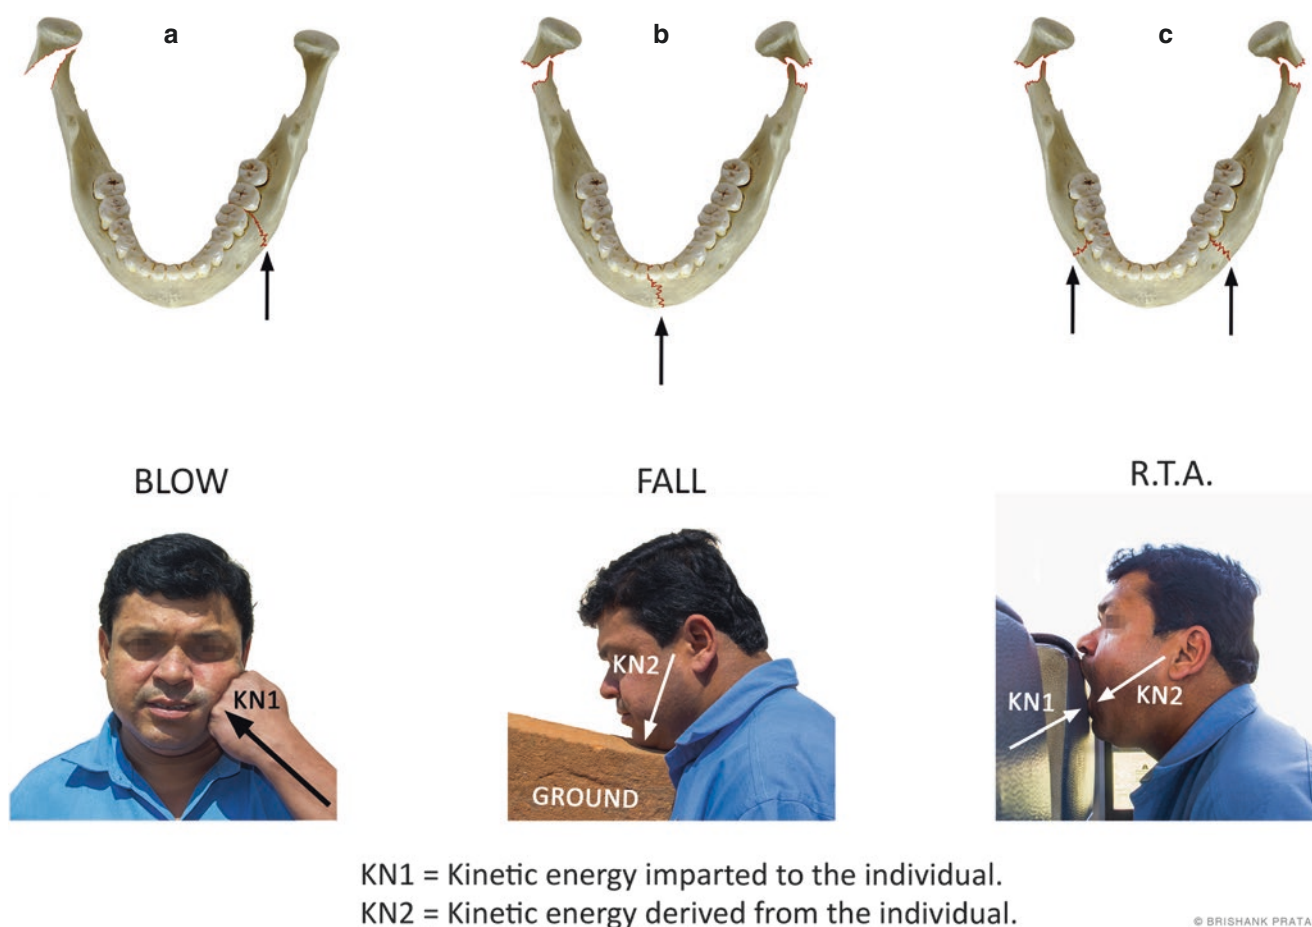 a
b
c
BLOW
FALL
R.T.A.
KN1
KN2
GROUND
KN1
KN2
KN1 = Kinetic energy imparted to the individual.
KN2 = Kinetic energy derived from the individual.
© BRISHANK PRATA